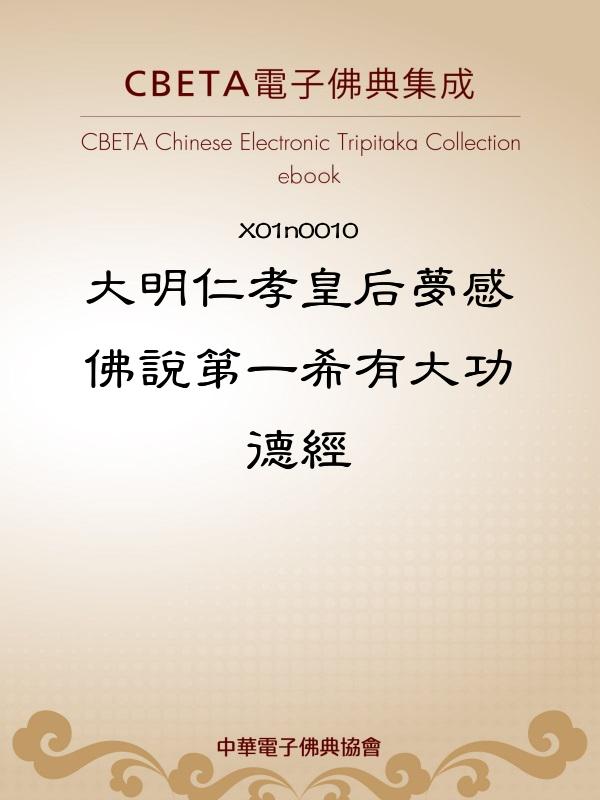 CBETA電子佛典集成
CBETA Chinese Electronic Tripitaka Collection
ebook
X01n0010
大明仁孝皇后夢感
佛說第一希有大功
德經
中華電子佛典協會